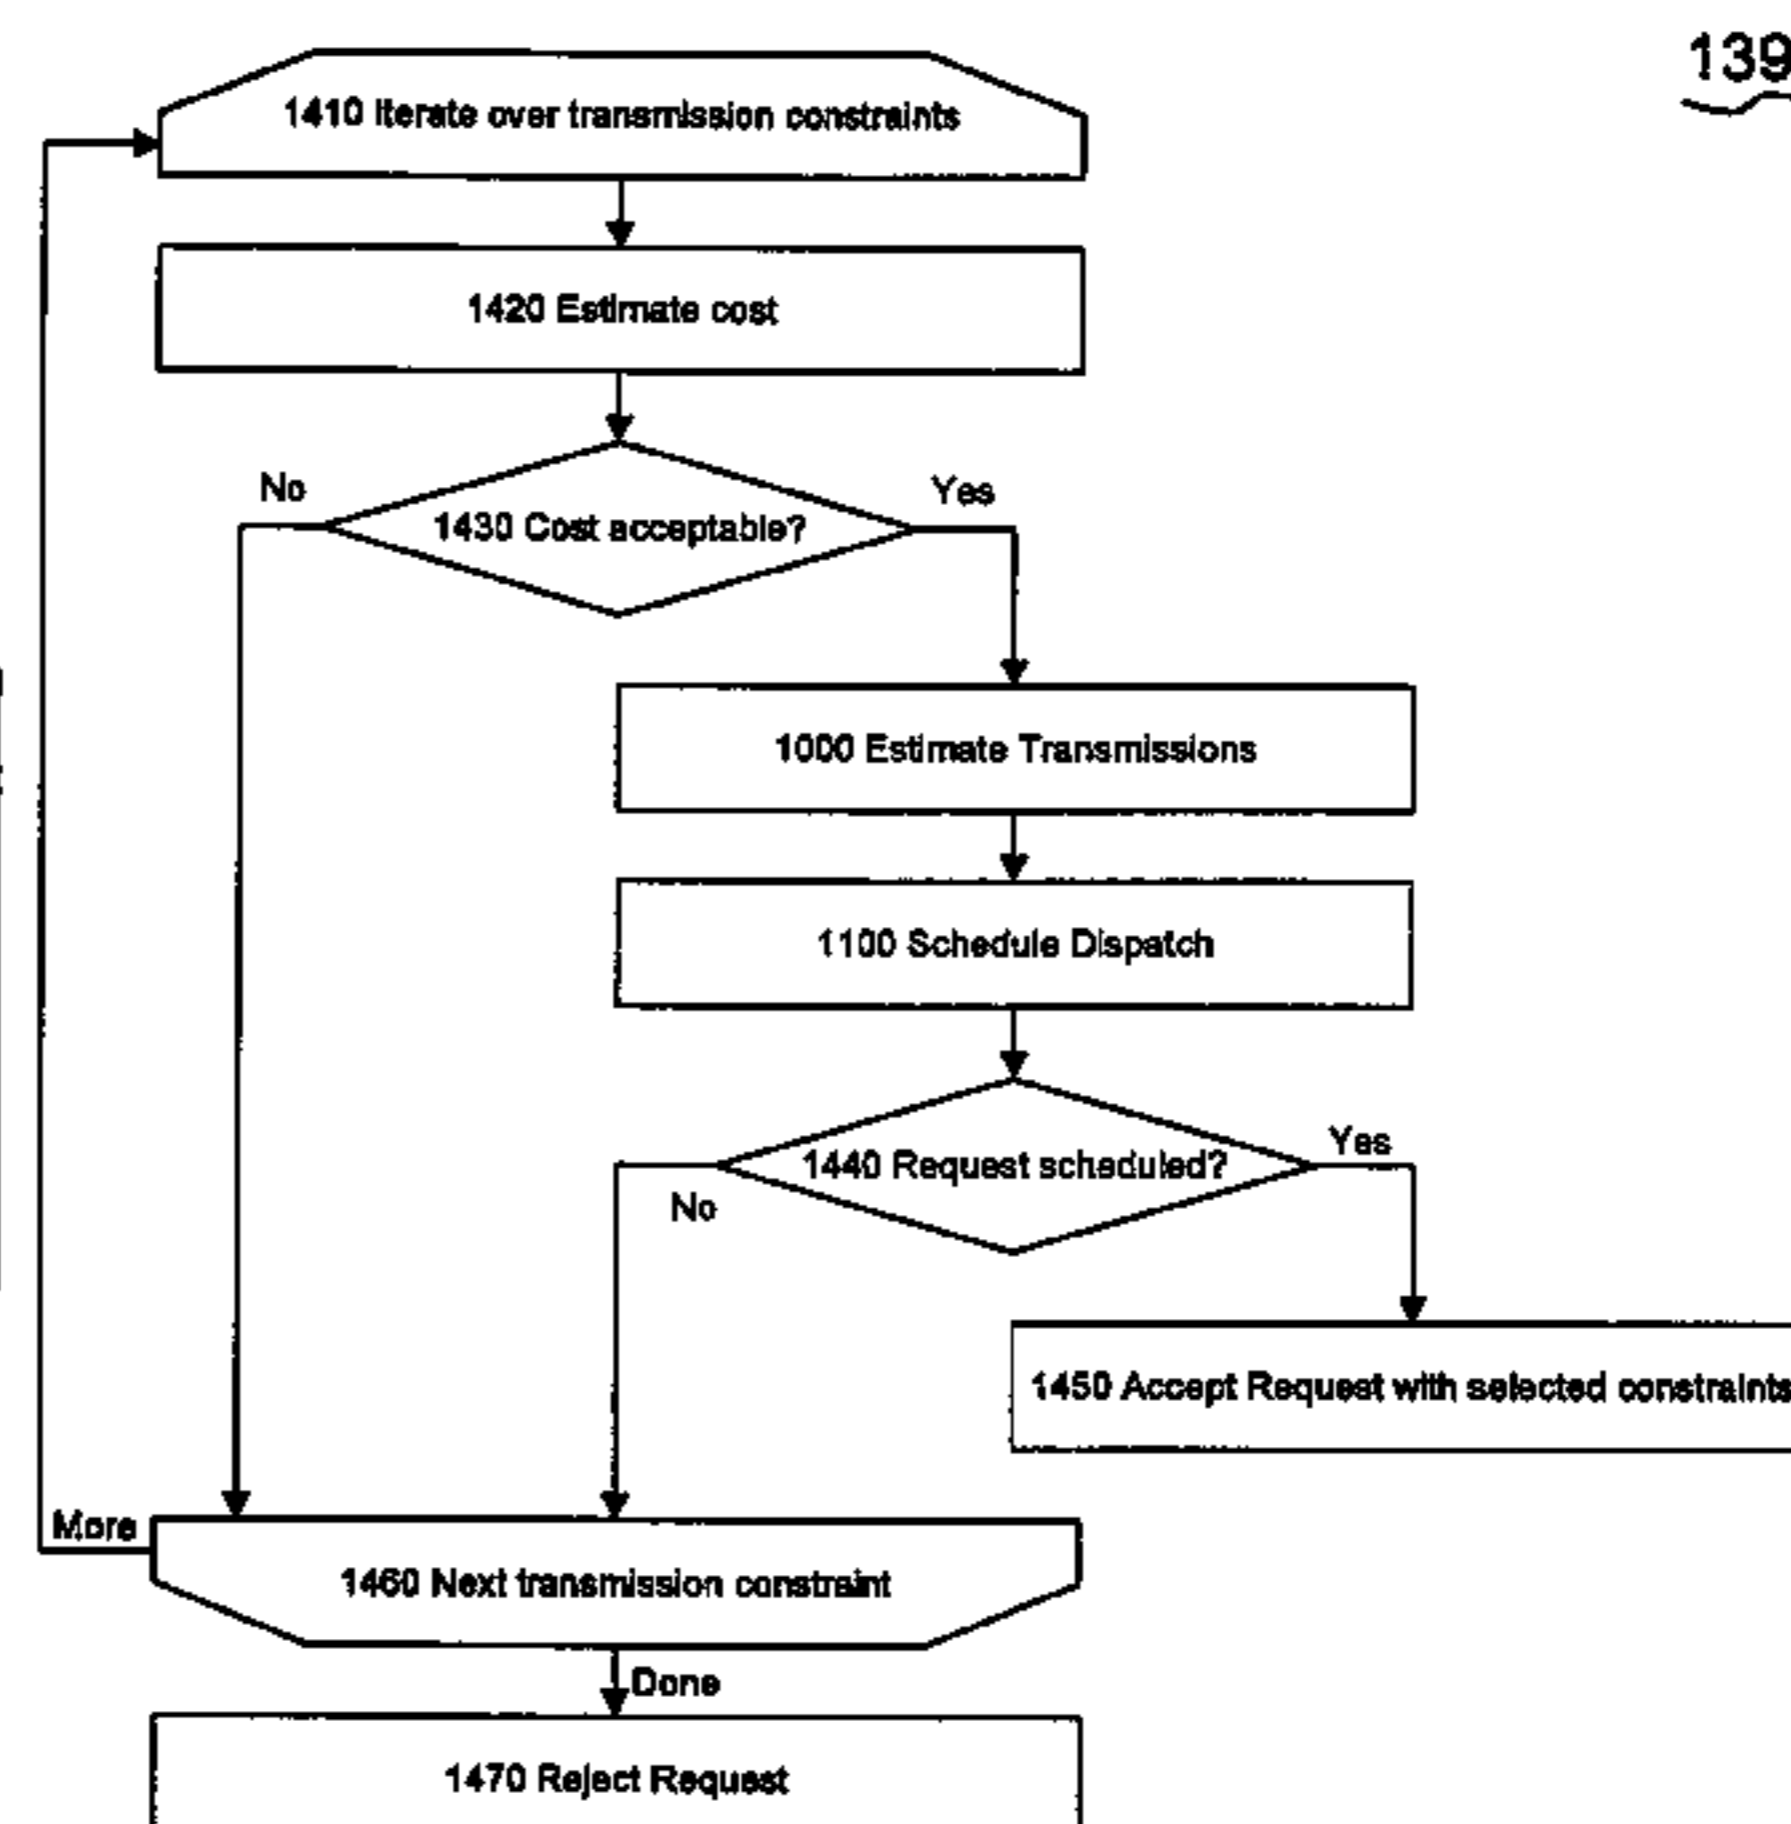 139
1410 Iterate over transmission constraints
1420 Estimate cost
No
Yes
1430 Cost acceptable?
1000 Estimate Transmissions
1100 Schedule Dispatch
Yes
1440 Request scheduled?
No
1450 Accept Request with selected constraints
More
1460 Next transmission constraint
Done
1470 Reject Request